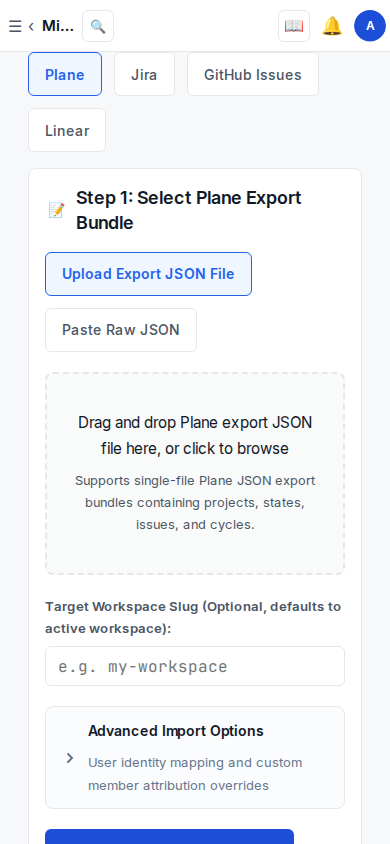 Mi...
A
Plane
Jira
GitHub Issues
Linear
Step 1: Select Plane Export
Bundle
Upload Export JSON File
Paste Raw JSON
Drag and drop Plane export JSON
file here, or click to browse
Supports single-file Plane JSON export
bundles containing projects, states,
issues, and cycles.
Target Workspace Slug (Optional, defaults to
active workspace):
e.g. my-workspace
Advanced Import Options
User identity mapping and custom
member attribution overrides